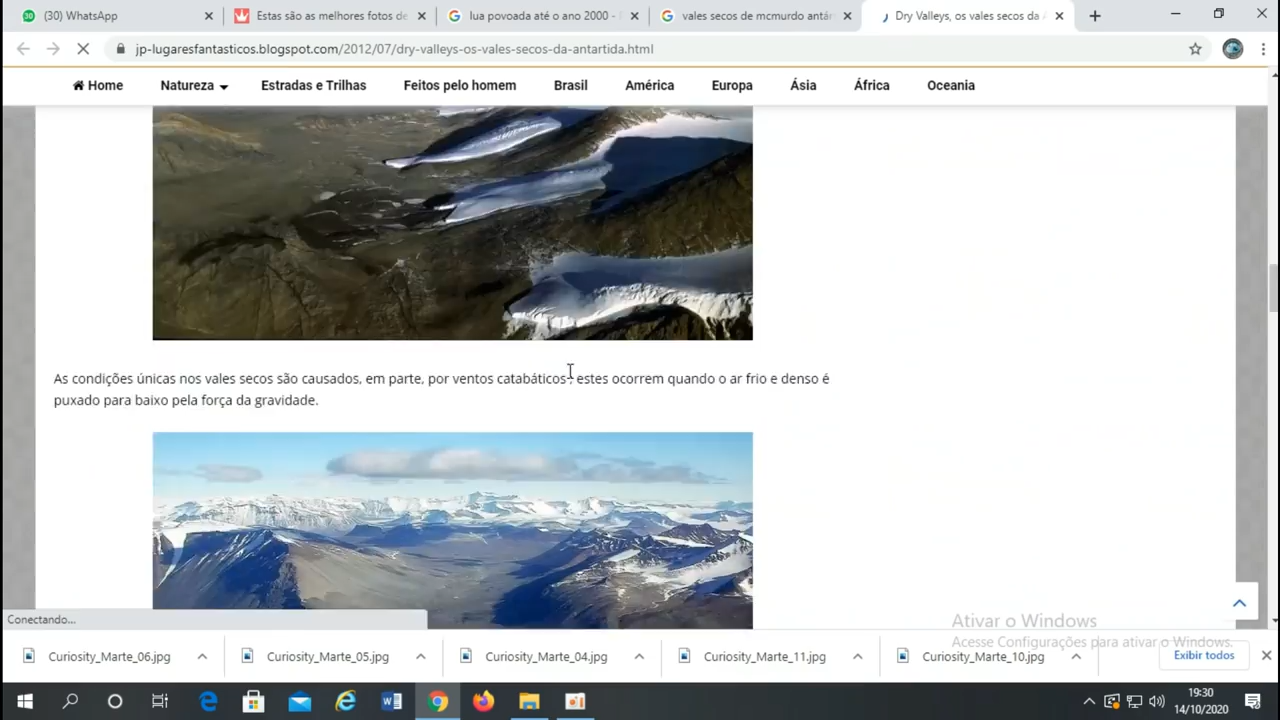 (30) WhatsApp
Estas são as melhores fotos de
lua povoada até o ano 2000 -
vales secos de mcmurdo antár
Dry Valleys, os vales secos da A
jp-lugaresfantasticos.blogspot.com/2012/07/dry-valleys-os-vales-secos-da-antartida.html
Home Natureza Estradas e Trilhas Feitos pelo homem Brasil América Europa Ásia África Oceania
As condições únicas nos vales secos são causados, em parte, por ventos catabáticos ; estes ocorrem quando o ar frio e denso é
puxado para baixo pela força da gravidade.
Conectando...
Ativar o Windows
Acesse Configurações para ativar o Windows.
Curiosity_Marte_06.jpg Curiosity_Marte_05.jpg Curiosity_Marte_04.jpg Curiosity_Marte_11.jpg Curiosity_Marte_10.jpg Exibir todos
19:30
14/10/2020